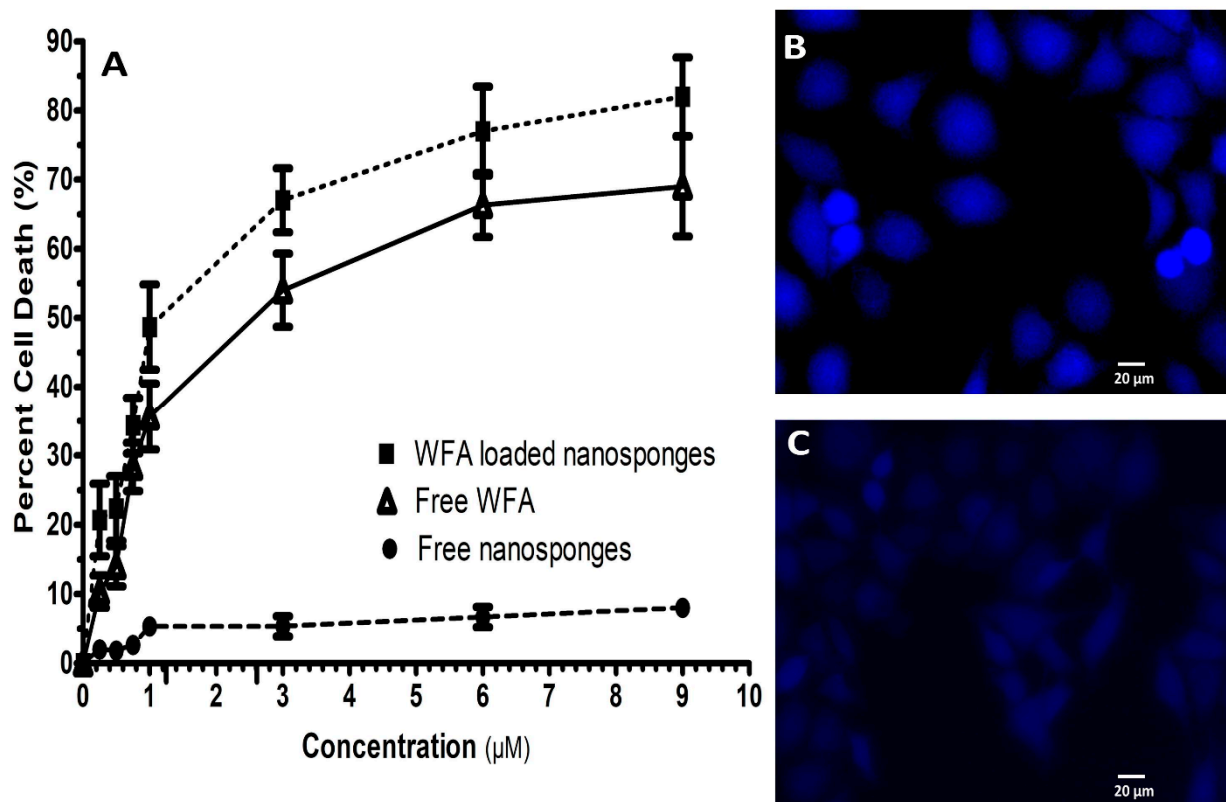 A
Percent Cell Death (%)
90
80
70
60
50
40
30
20
10
0
WFA loaded nanosponges
Free WFA
Free nanosponges
0 1 2 3 4 5 6 7 8 9 10
Concentration (µM)
B
20 µm
C
20 µm